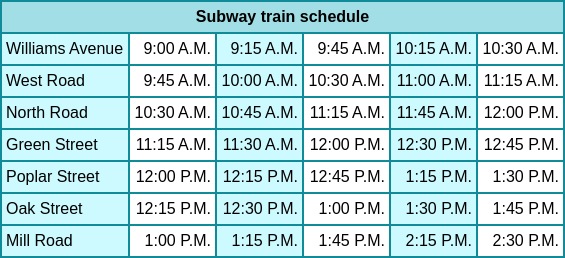 Subway train schedule
Williams Avenue 9:00 A.M. 9:15 A.M. 9:45 A.M. 10:15 A.M. 10:30 A.M.
West Road 9:45 A.M. 10:00 A.M. 10:30 A.M. 11:00 A.M. 11:15 A.M.
North Road 10:30 A.M. 10:45 A.M. 11:15 A.M. 11:45 A.M. 12:00 P.M.
Green Street 11:15 A.M. 11:30 A.M. 12:00 P.M. 12:30 P.M. 12:45 P.M.
Poplar Street 12:00 P.M. 12:15 P.M. 12:45 P.M. 1:15 P.M. 1:30 P.M.
Oak Street 12:15 P.M. 12:30 P.M. 1:00 P.M. 1:30 P.M. 1:45 P.M.
Mill Road 1:00 P.M. 1:15 P.M. 1:45 P.M. 2:15 P.M. 2:30 P.M.